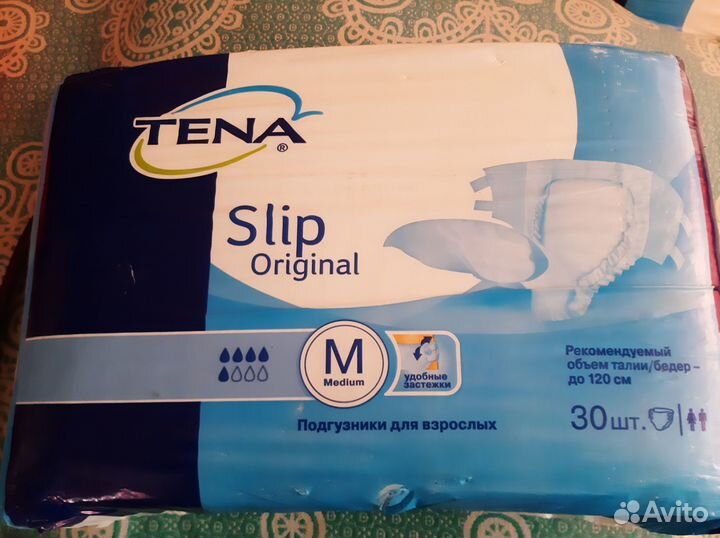 TENA®
Slip
Original
M
Medium
удобные
застежки
Рекомендуемый
объем талии/бедер –
до 120 см
30 шт.
Подгузники для взрослых
Avito